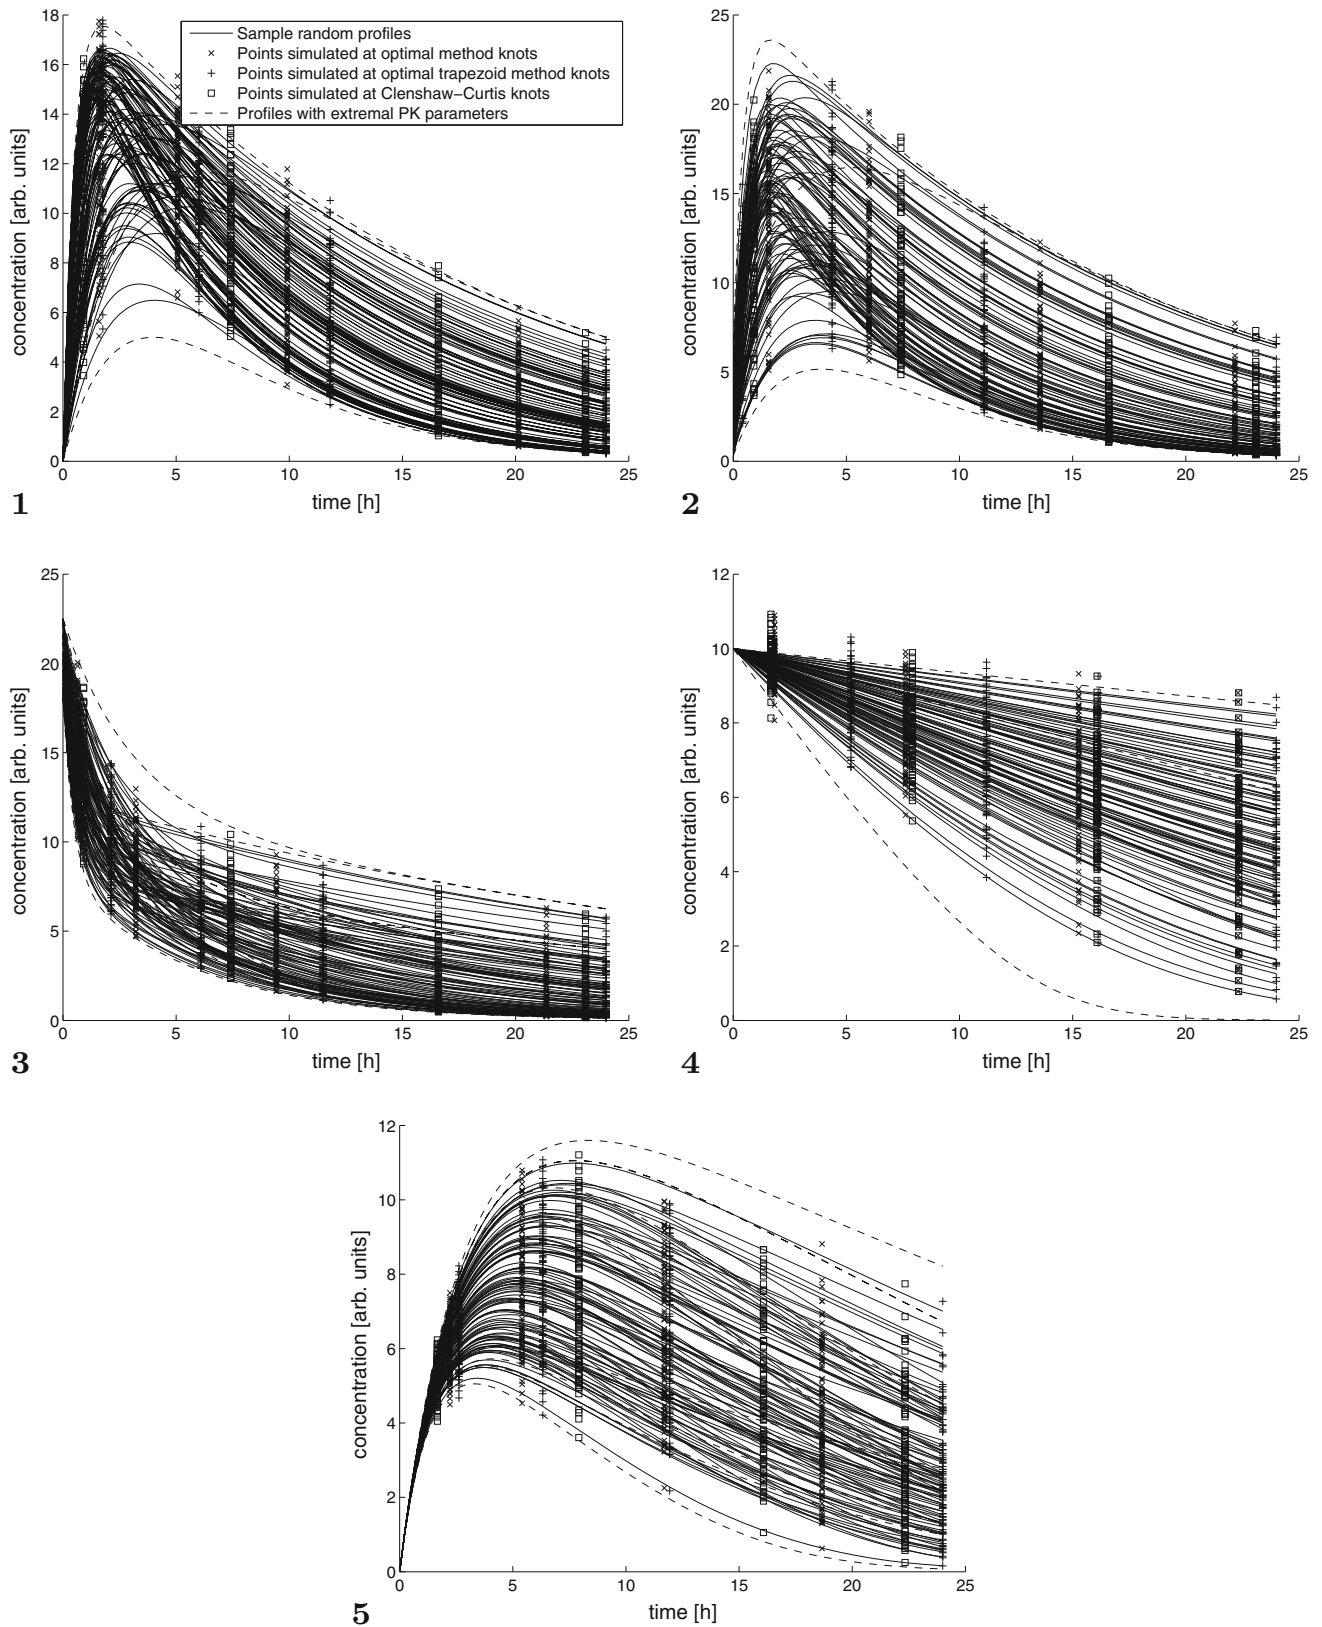 18
16
14
12
10
8
6
4
2
0
concentration [arb. units]
Sample random profiles
Points simulated at optimal method knots
Points simulated at optimal trapezoid method knots
Points simulated at Clenshaw−Curtis knots
Profiles with extremal PK parameters
0 5 10 15 20 25
time [h]
1
25
20
15
10
5
0
concentration [arb. units]
0 5 10 15 20 25
time [h]
2
25
20
15
10
5
0
concentration [arb. units]
0 5 10 15 20 25
time [h]
3
12
10
8
6
4
2
0
concentration [arb. units]
0 5 10 15 20 25
time [h]
4
12
10
8
6
4
2
0
concentration [arb. units]
0 5 10 15 20 25
time [h]
5